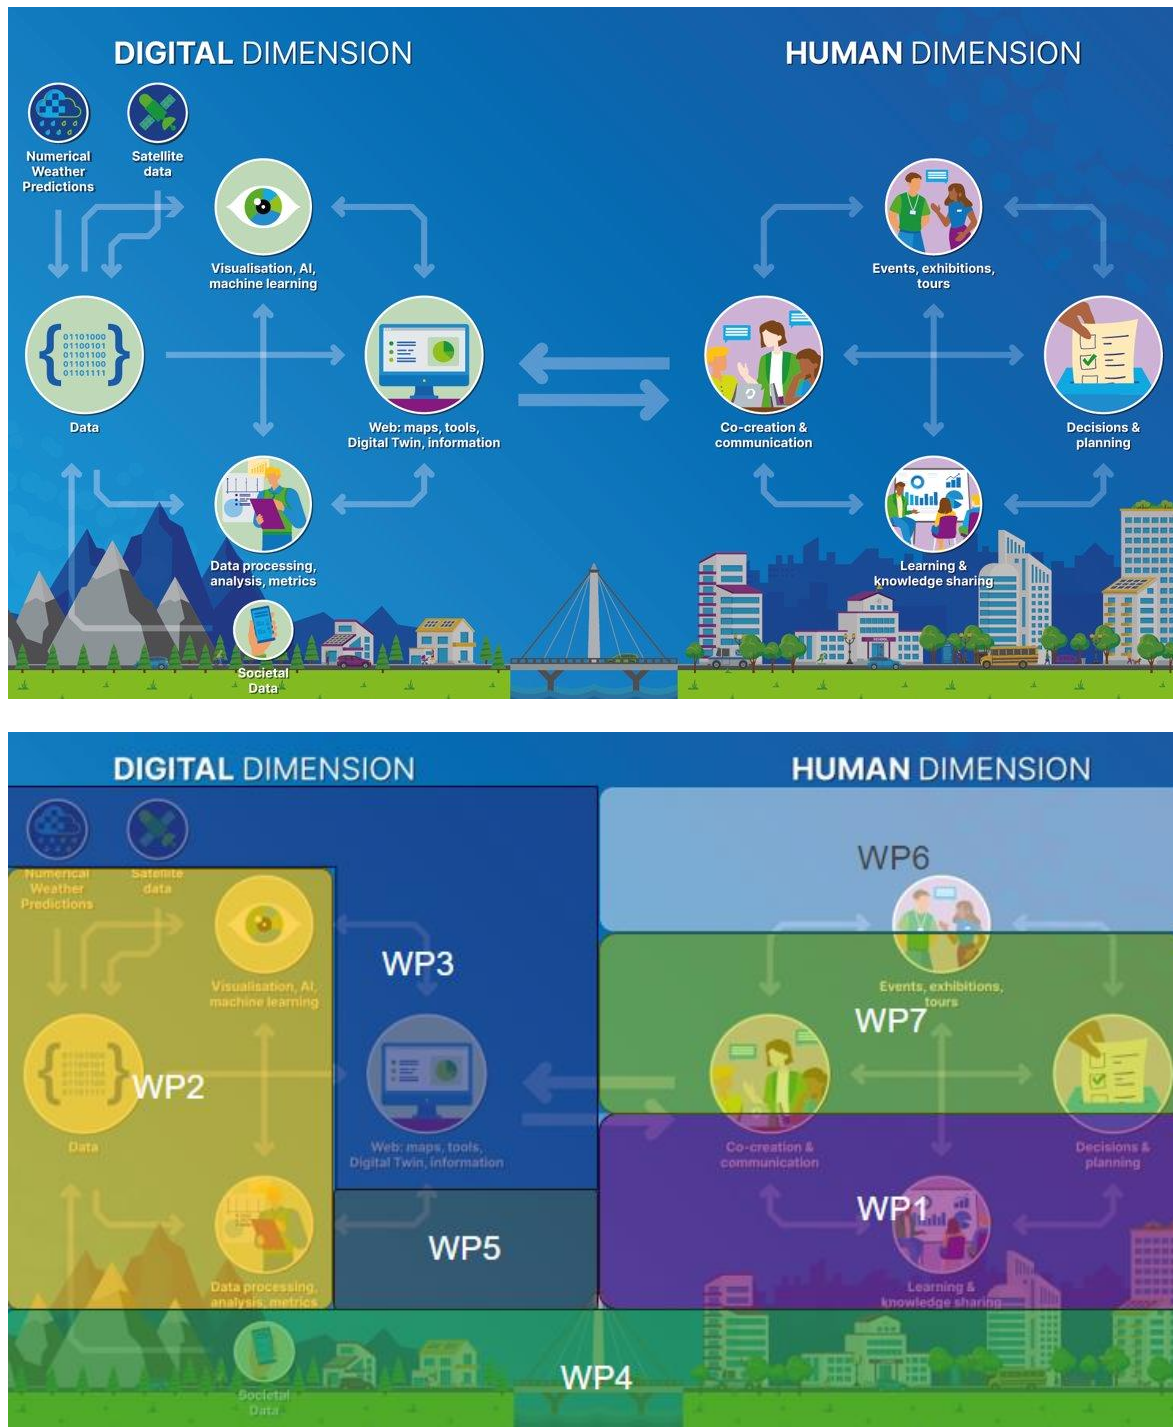 DIGITAL DIMENSION
HUMAN DIMENSION
Numerical
Weather
Predictions
Satellite
data
Visualisation, AI,
machine learning
Events, exhibitions,
tours
01101000
01100101
01101100
01101100
01101111
Data
Web: maps, tools,
Digital Twin, information
Co-creation &
communication
Decisions &
planning
Data processing,
analysis, metrics
Learning &
knowledge sharing
Societal
Data
DIGITAL DIMENSION
HUMAN DIMENSION
Numerical
Weather
Predictions
Satellite
data
WP6
WP3
Visualisation, AI,
machine learning
Events, exhibitions,
tours
WP7
WP2
Data
Web: maps, tools,
Digital Twin, information
Co-creation &
communication
Decisions &
planning
WP1
WP5
Data processing,
analysis, metrics
Learning &
knowledge sharing
WP4
Societal
Data